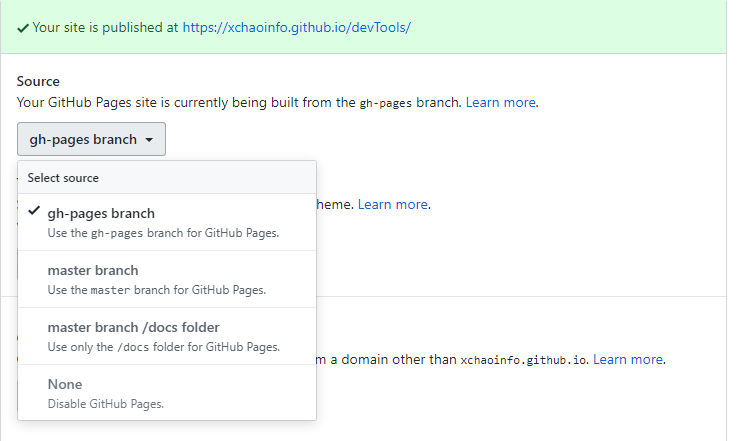 Your site is published at https://xchaoinfo.github.io/devTools/
Source
Your GitHub Pages site is currently being built from the gh-pages branch. Learn more.
gh-pages branch
Select source
gh-pages branch
Use the gh-pages branch for GitHub Pages.
heme. Learn more.
master branch
Use the master branch for GitHub Pages.
master branch /docs folder
Use only the /docs folder for GitHub Pages.
m a domain other than xchaoinfo.github.io. Learn more.
None
Disable GitHub Pages.